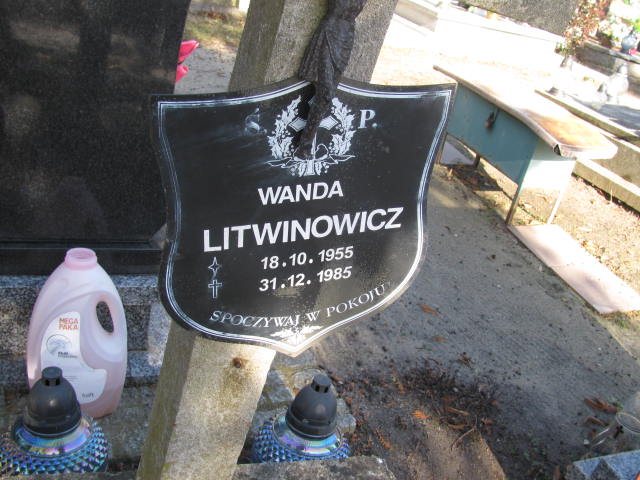 P.
WANDA
LITWINOWICZ
18.10.1955
31.12.1985
SPOCZYWAJ W POKOJU
MEGA
PAKA